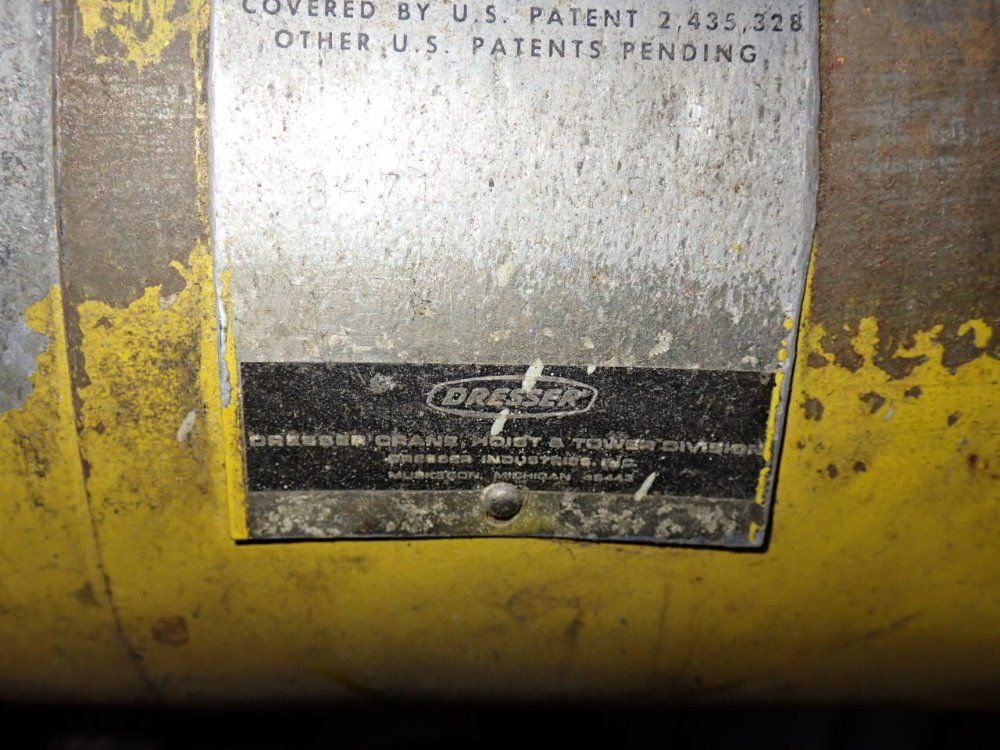 COVERED BY U.S. PATENT 2,435,328
OTHER U.S. PATENTS PENDING
DRESSER
DRESSER CRANE, HOIST & TOWER DIVISION
DRESSER INDUSTRIES, INC.
MUSKEGON, MICHIGAN